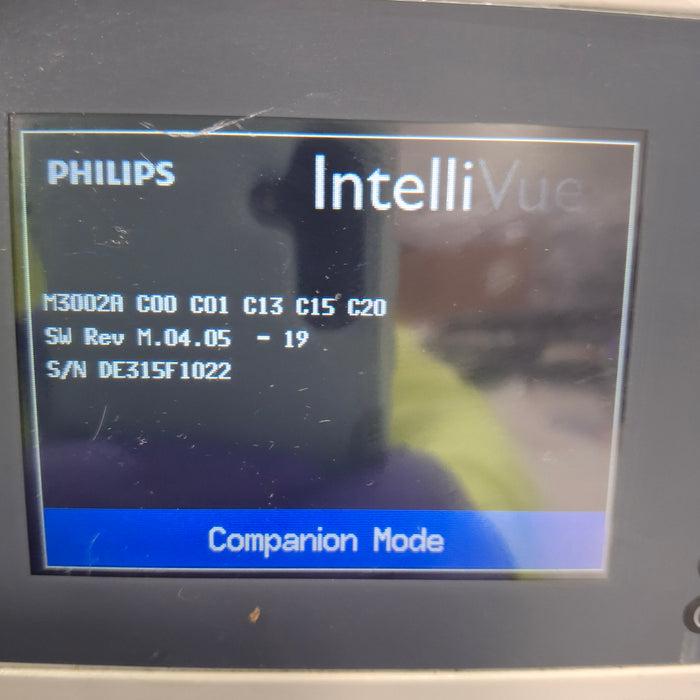 PHILIPS
IntelliVue
M3002A C00 C01 C13 C15 C20
SW Rev M.04.05 - 19
S/N DE315F1022
Companion Mode